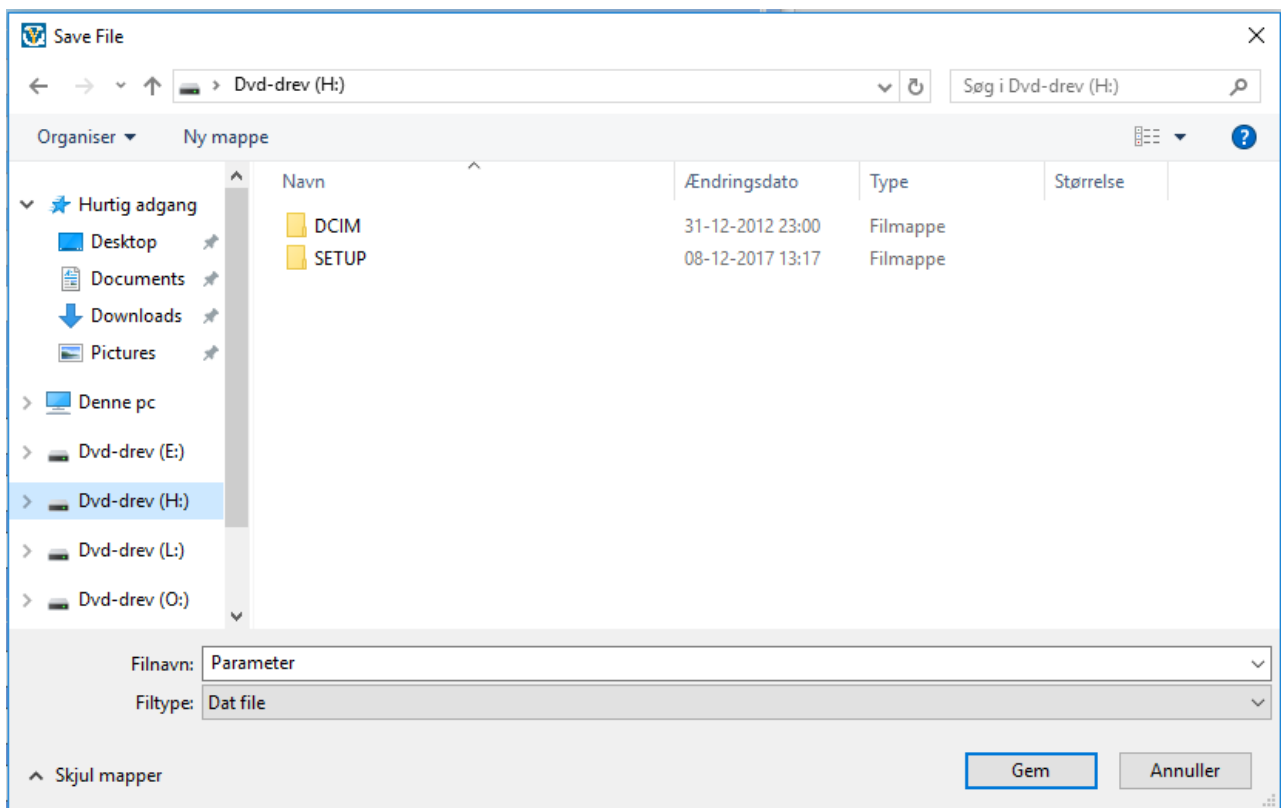 Save File
Dvd-drev (H:)
Søg i Dvd-drev (H:)
Organiser
Ny mappe
?
Navn
Ændringsdato
Type
Størrelse
Hurtig adgang
Desktop
Documents
Downloads
Pictures
Denne pc
Dvd-drev (E:)
Dvd-drev (H:)
Dvd-drev (L:)
Dvd-drev (O:)
DCIM 31-12-2012 23:00 Filmappe
SETUP 08-12-2017 13:17 Filmappe
Filnavn: Parameter
Filtype: Dat file
Skjul mapper
Gem
Annuller